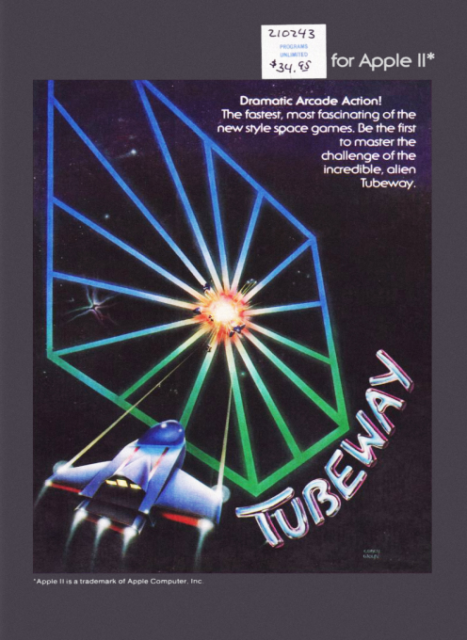 210243
PROGRAMS
UNLIMITED
$34.95
for Apple II*
Dramatic Arcade Action!
The fastest, most fascinating of the
new style space games. Be the first
to master the
challenge of the
incredible, alien
Tubeway.
TUBEWAY
*Apple II is a trademark of Apple Computer, Inc.